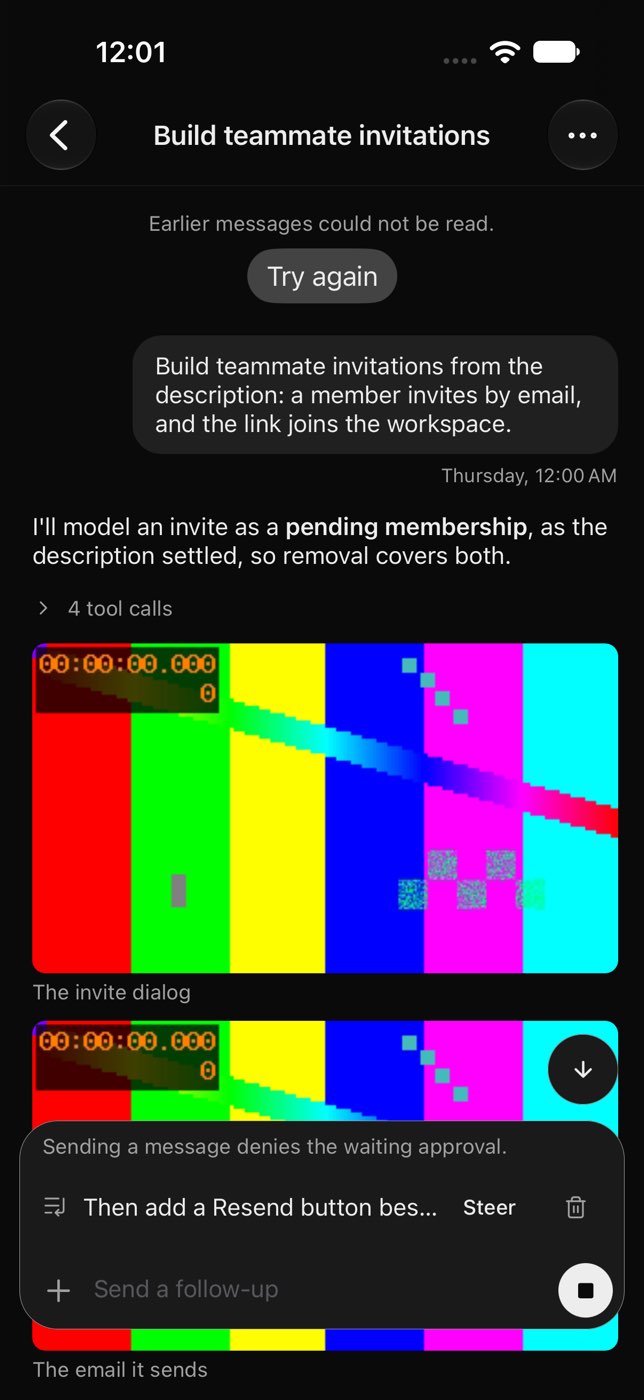 12:01
Build teammate invitations
Earlier messages could not be read.
Try again
Build teammate invitations from the
description: a member invites by email,
and the link joins the workspace.
Thursday, 12:00 AM
I'll model an invite as a pending membership, as the
description settled, so removal covers both.
4 tool calls
00:00:00.000
0
The invite dialog
00:00:00.000
0
Sending a message denies the waiting approval.
Then add a Resend button bes... Steer
Send a follow-up
The email it sends